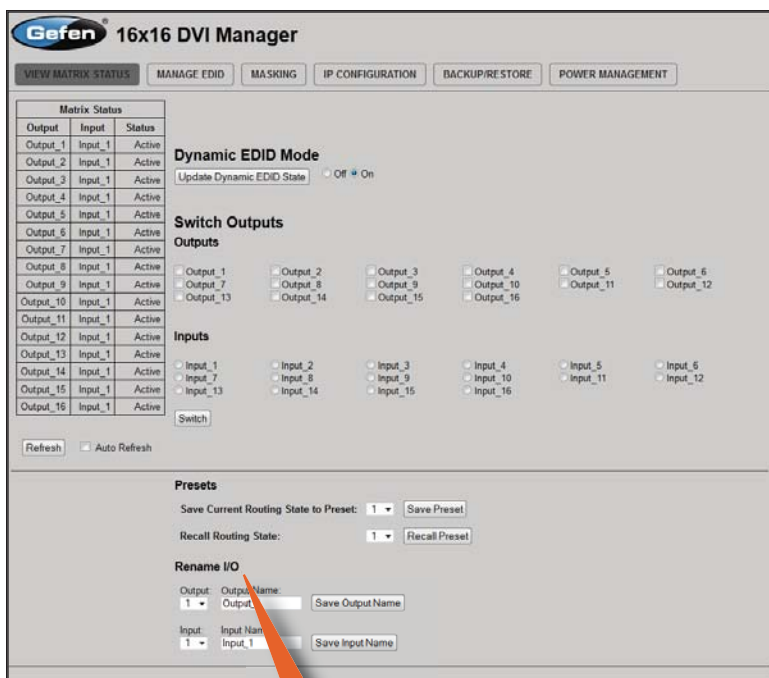 Gefen® 16x16 DVI Manager
VIEW MATRIX STATUS MANAGE EDID MASKING IP CONFIGURATION BACKUP/RESTORE POWER MANAGEMENT
Matrix Status
Output Input Status
Output_1 Input_1 Active
Output_2 Input_1 Active
Output_3 Input_1 Active
Output_4 Input_1 Active
Output_5 Input_1 Active
Output_6 Input_1 Active
Output_7 Input_1 Active
Output_8 Input_1 Active
Output_9 Input_1 Active
Output_10 Input_1 Active
Output_11 Input_1 Active
Output_12 Input_1 Active
Output_13 Input_1 Active
Output_14 Input_1 Active
Output_15 Input_1 Active
Output_16 Input_1 Active
Refresh Auto Refresh
Dynamic EDID Mode
Update Dynamic EDID State Off On
Switch Outputs
Outputs
Output_1 Output_2 Output_3 Output_4 Output_5 Output_6
Output_7 Output_8 Output_9 Output_10 Output_11 Output_12
Output_13 Output_14 Output_15 Output_16
Inputs
Input_1 Input_2 Input_3 Input_4 Input_5 Input_6
Input_7 Input_8 Input_9 Input_10 Input_11 Input_12
Input_13 Input_14 Input_15 Input_16
Switch
Presets
Save Current Routing State to Preset: 1 Save Preset
Recall Routing State: 1 Recall Preset
Rename I/O
Output: Output Name:
1 Output_ Save Output Name
Input: Input Nam
1 Input_1 Save Input Name